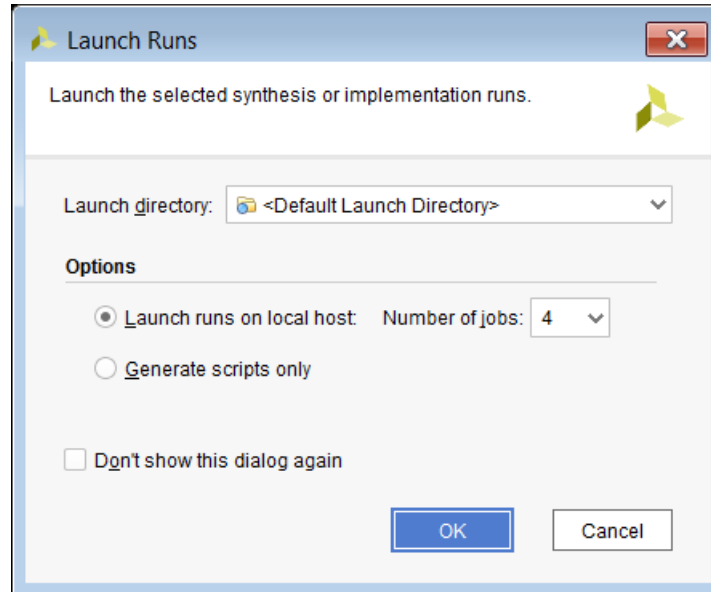 Launch Runs
Launch the selected synthesis or implementation runs.
Launch directory: <Default Launch Directory>
Options
Launch runs on local host: Number of jobs: 4
Generate scripts only
Don't show this dialog again
OK Cancel